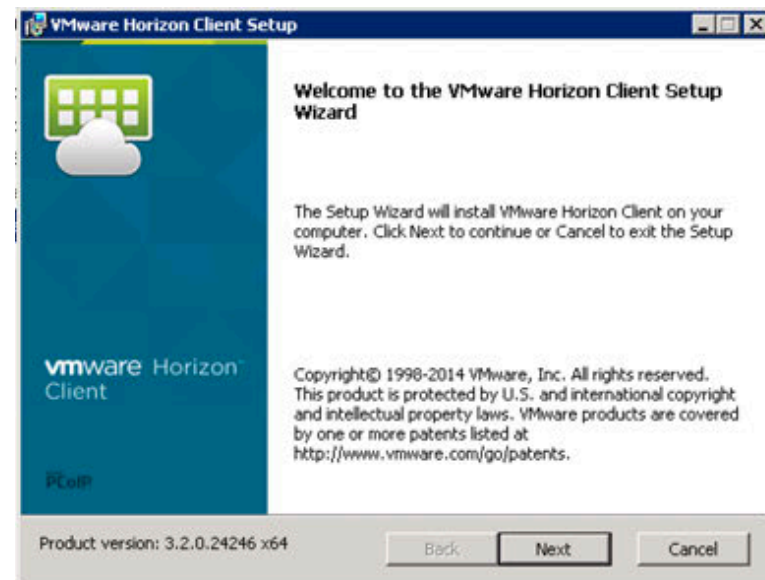 VMware Horizon Client Setup
Welcome to the VMware Horizon Client Setup
Wizard
The Setup Wizard will install VMware Horizon Client on your
computer. Click Next to continue or Cancel to exit the Setup
Wizard.
vmware Horizon™
Client
Copyright© 1998-2014 VMware, Inc. All rights reserved.
This product is protected by U.S. and international copyright
and intellectual property laws. VMware products are covered
by one or more patents listed at
http://www.vmware.com/go/patents.
PCoIP
Product version: 3.2.0.24246 x64
Back
Next
Cancel